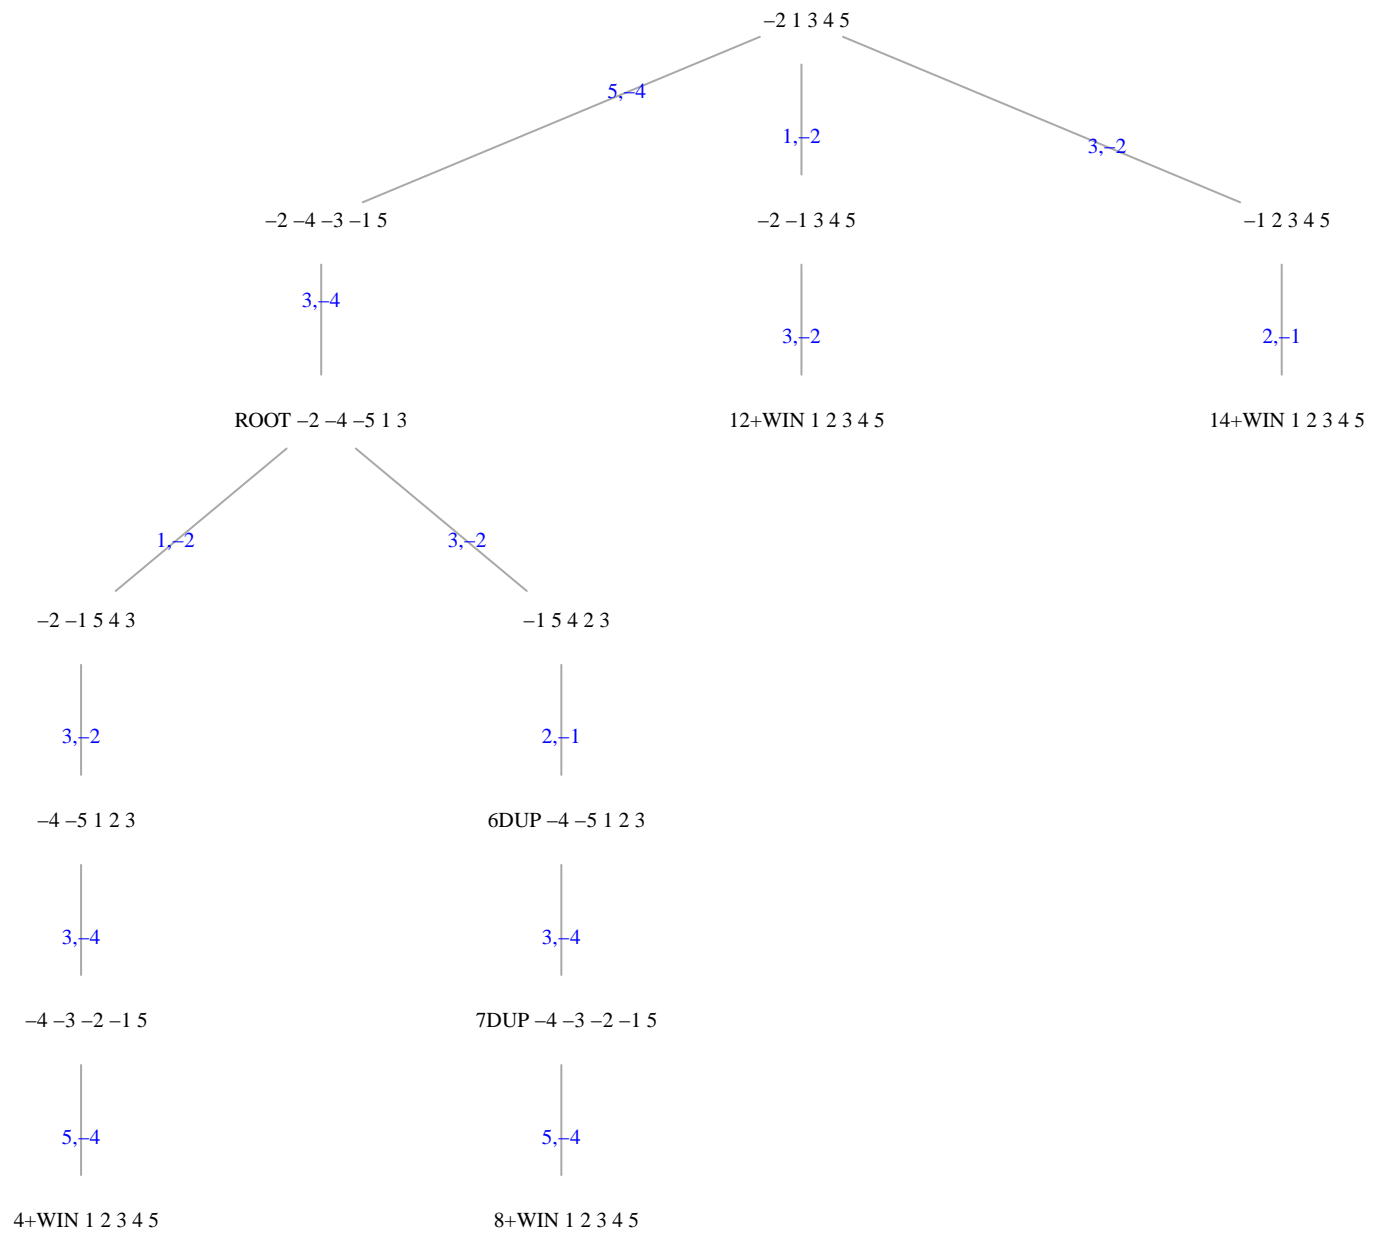 −2 1 3 4 5
5,−4
1,−2
3,−2
−2 −4 −3 −1 5
−2 −1 3 4 5
−1 2 3 4 5
3,−4
3,−2
2,−1
ROOT −2 −4 −5 1 3
12+WIN 1 2 3 4 5
14+WIN 1 2 3 4 5
1,−2
3,−2
−2 −1 5 4 3
−1 5 4 2 3
3,−2
2,−1
−4 −5 1 2 3
6DUP −4 −5 1 2 3
3,−4
3,−4
−4 −3 −2 −1 5
7DUP −4 −3 −2 −1 5
5,−4
5,−4
4+WIN 1 2 3 4 5
8+WIN 1 2 3 4 5